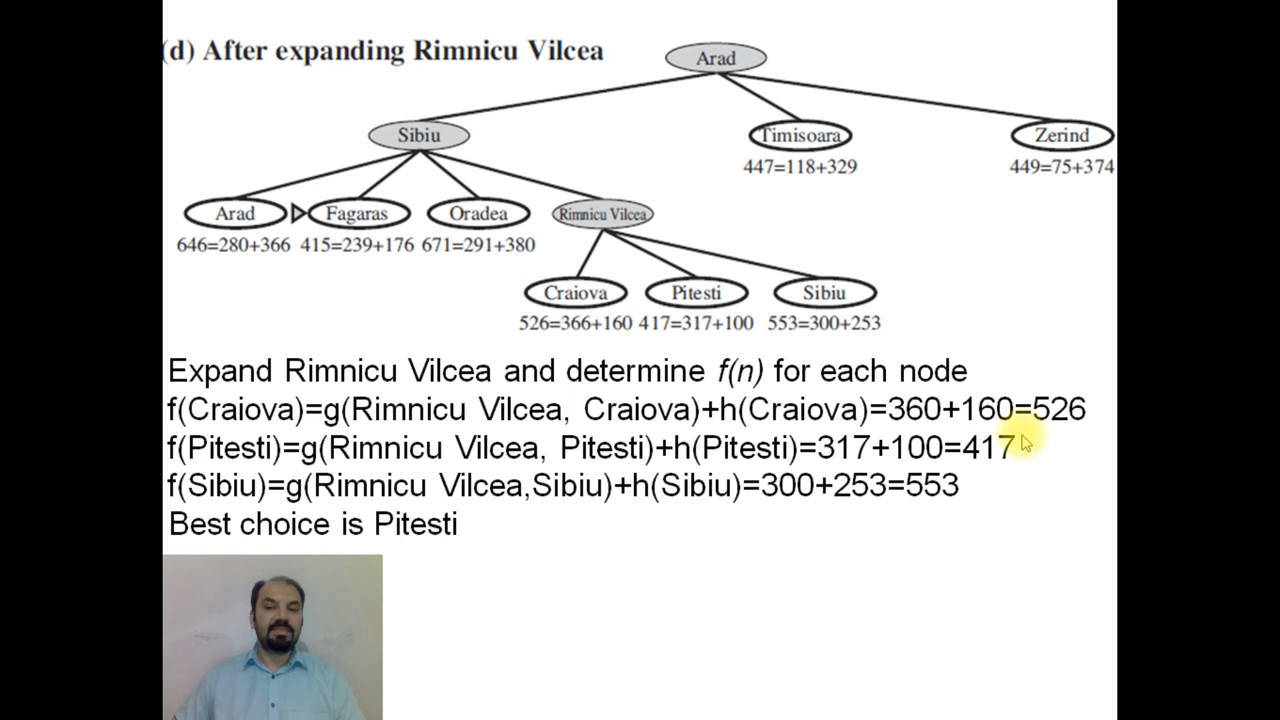 (d) After expanding Rimnicu Vilcea
Arad
Sibiu
Timisoara
Zerind
447=118+329
449=75+374
Arad
Fagaras
Oradea
Rimnicu Vilcea
646=280+366
415=239+176
671=291+380
Craiova
Pitesti
Sibiu
526=366+160
417=317+100
553=300+253
Expand Rimnicu Vilcea and determine f(n) for each node
f(Craiova)=g(Rimnicu Vilcea, Craiova)+h(Craiova)=360+160=526
f(Pitesti)=g(Rimnicu Vilcea, Pitesti)+h(Pitesti)=317+100=417
f(Sibiu)=g(Rimnicu Vilcea,Sibiu)+h(Sibiu)=300+253=553
Best choice is Pitesti